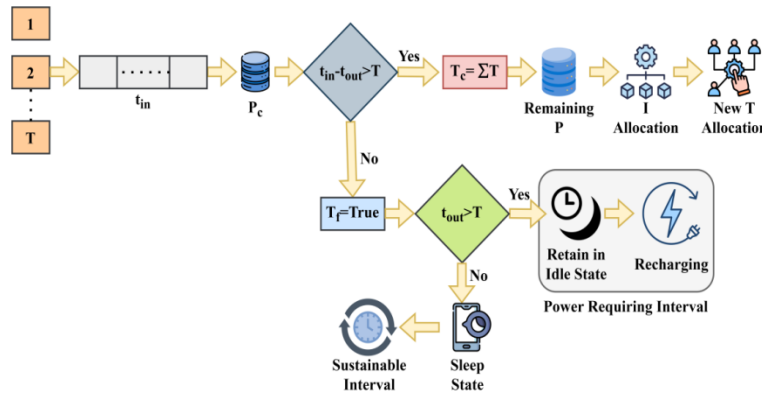 1
2
T
t_in
P_c
t_in-t_out>T
Yes
T_c= ∑T
Remaining
P
I
Allocation
New T
Allocation
No
T_f=True
t_out>T
Yes
Retain in
Idle State
Recharging
Power Requiring Interval
No
Sustainable
Interval
Sleep
State